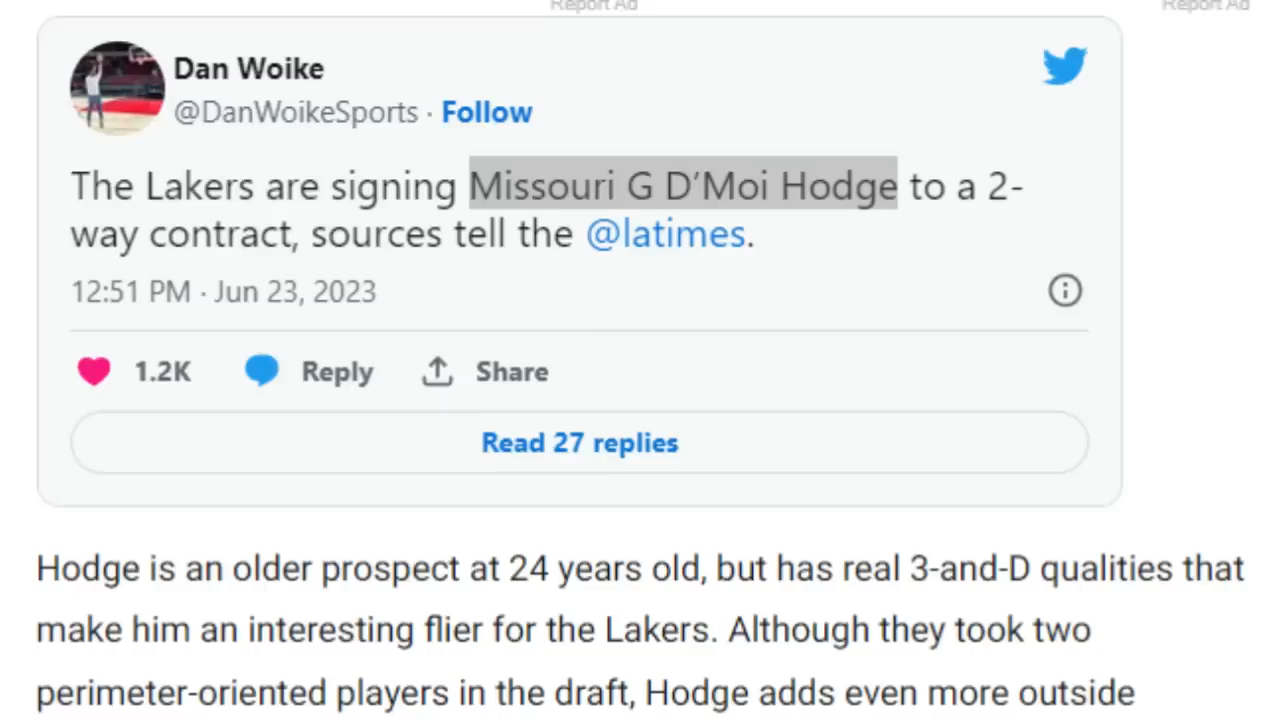 Report Ad
Report Ad
Dan Woike
@DanWoikeSports · Follow
The Lakers are signing Missouri G D’Moi Hodge to a 2-
way contract, sources tell the @latimes.
12:51 PM · Jun 23, 2023
1.2K Reply Share
Read 27 replies
Hodge is an older prospect at 24 years old, but has real 3-and-D qualities that
make him an interesting flier for the Lakers. Although they took two
perimeter-oriented players in the draft, Hodge adds even more outside